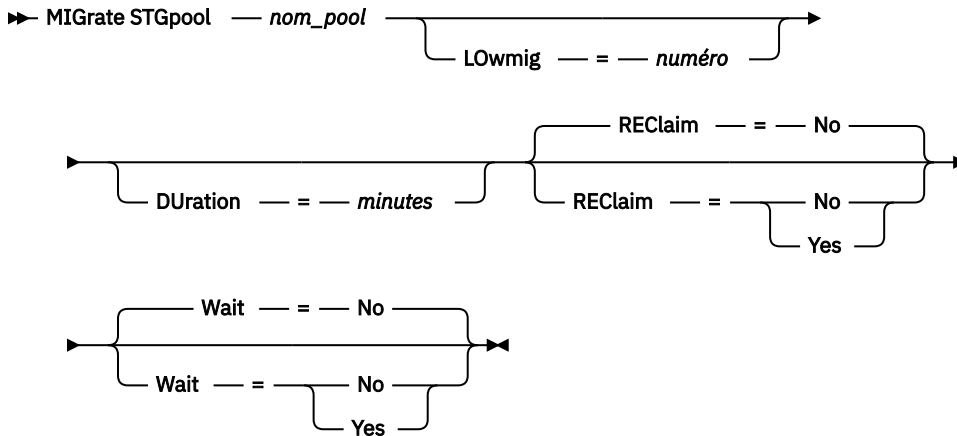 MIGrate STGpool nom_pool
LOwmig = numéro
REClaim = No
DUration = minutes
REClaim = No
Yes
Wait = No
Wait = No
Yes